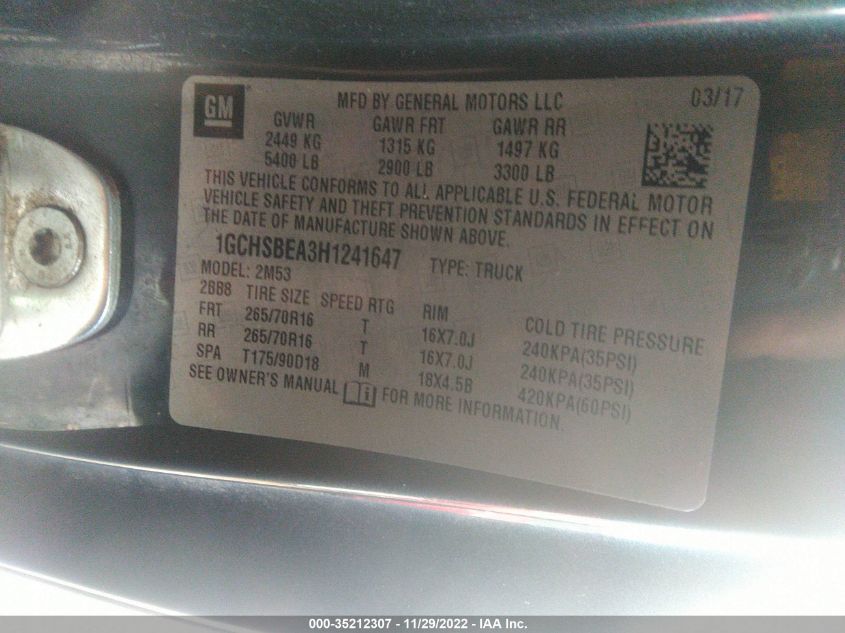 GM
MFD BY GENERAL MOTORS LLC 03/17
GVWR GAWR FRT GAWR RR
2449 KG 1315 KG 1497 KG
5400 LB 2900 LB 3300 LB
THIS VEHICLE CONFORMS TO ALL APPLICABLE U.S. FEDERAL MOTOR
VEHICLE SAFETY AND THEFT PREVENTION STANDARDS IN EFFECT ON
THE DATE OF MANUFACTURE SHOWN ABOVE.
1GCHSBEA3H1241647 TYPE: TRUCK
MODEL: 2M53
2BB8 TIRE SIZE SPEED RTG RIM COLD TIRE PRESSURE
FRT 265/70R16 T 16X7.0J 240KPA(35PSI)
RR 265/70R16 T 16X7.0J 240KPA(35PSI)
SPA T175/90D18 M 18X4.5B 420KPA(60PSI)
SEE OWNER'S MANUAL FOR MORE INFORMATION.
000-35212307 - 11/29/2022 - IAA Inc.